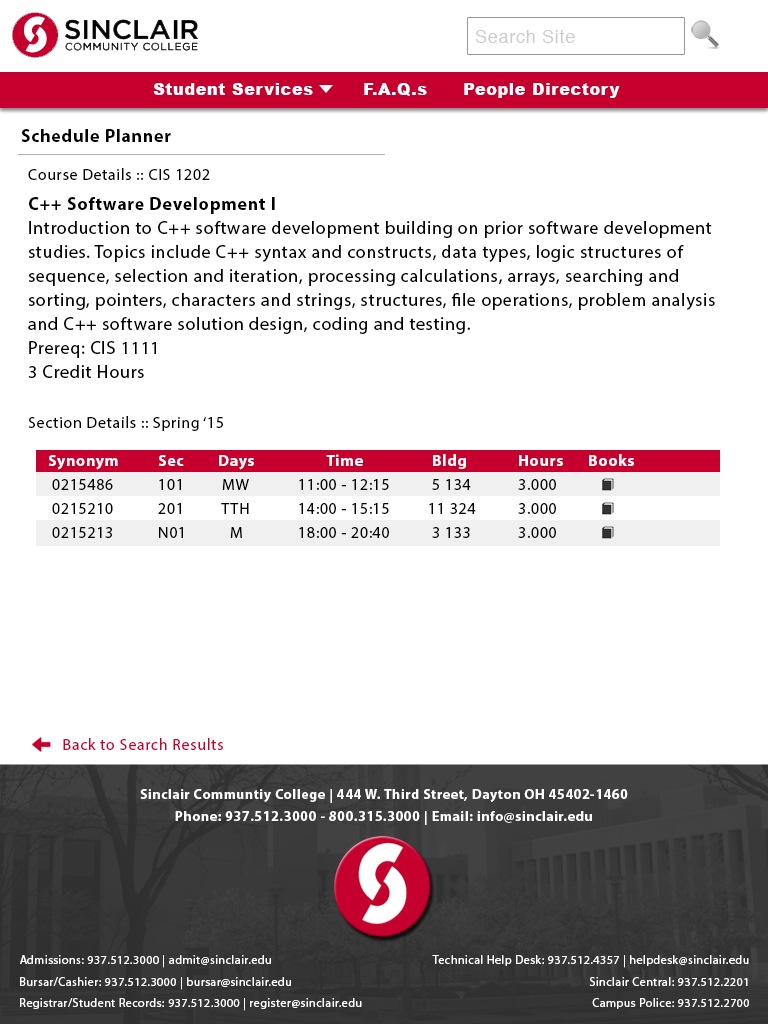 SINCLAIR
COMMUNITY COLLEGE
Search Site
Student Services F.A.Q.s People Directory
Schedule Planner
Course Details :: CIS 1202
C++ Software Development I
Introduction to C++ software development building on prior software development
studies. Topics include C++ syntax and constructs, data types, logic structures of
sequence, selection and iteration, processing calculations, arrays, searching and
sorting, pointers, characters and strings, structures, file operations, problem analysis
and C++ software solution design, coding and testing.
Prereq: CIS 1111
3 Credit Hours
Section Details :: Spring ‘15
Synonym Sec Days Time Bldg Hours Books
0215486 101 MW 11:00 - 12:15 5 134 3.000
0215210 201 TTH 14:00 - 15:15 11 324 3.000
0215213 N01 M 18:00 - 20:40 3 133 3.000
Back to Search Results
Sinclair Communtiy College | 444 W. Third Street, Dayton OH 45402-1460
Phone: 937.512.3000 - 800.315.3000 | Email: info@sinclair.edu
Admissions: 937.512.3000 | admit@sinclair.edu Technical Help Desk: 937.512.4357 | helpdesk@sinclair.edu
Bursar/Cashier: 937.512.3000 | bursar@sinclair.edu Sinclair Central: 937.512.2201
Registrar/Student Records: 937.512.3000 | register@sinclair.edu Campus Police: 937.512.2700